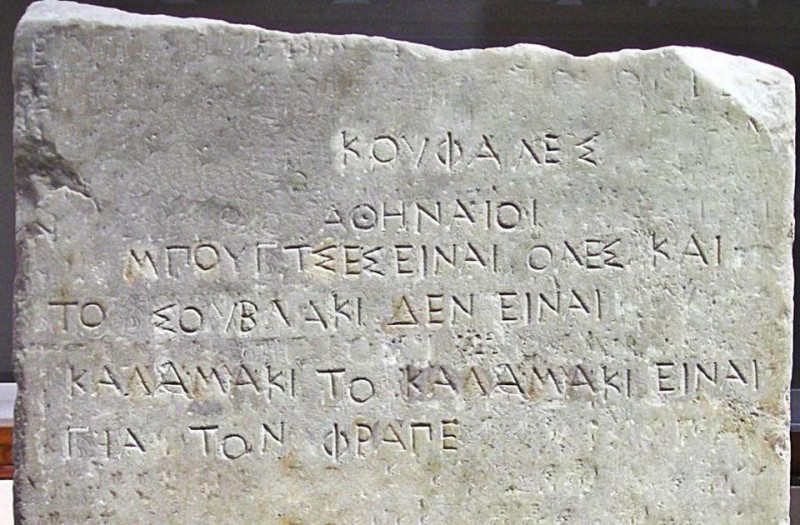 ΚΟΥΦΑΛΕΣ
ΑΘΗΝΑΙΟΙ
ΜΠΟΥΓΤΣΕΣ ΕΙΝΑΙ ΟΛΕΣ ΚΑΙ
ΤΟ ΣΟΥΒΛΑΚΙ ΔΕΝ ΕΙΝΑΙ
ΚΑΛΑΜΑΚΙ ΤΟ ΚΑΛΑΜΑΚΙ ΕΙΝΑΙ
ΓΙΑ ΤΟΝ ΦΡΑΠΕ